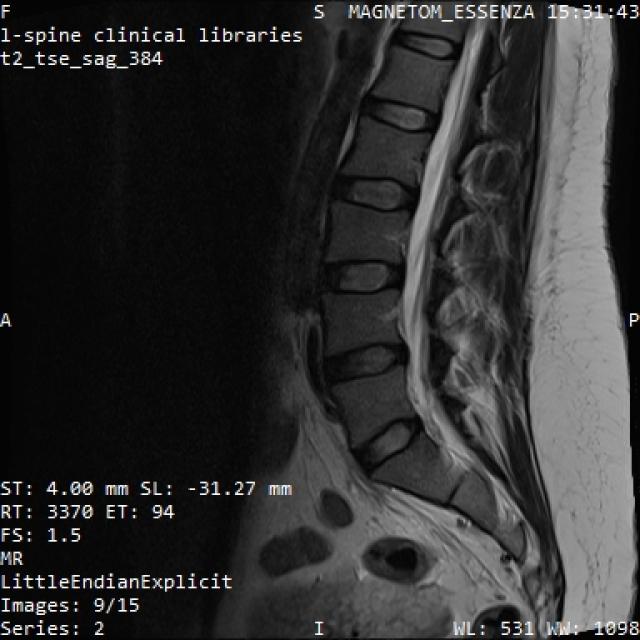 F
S MAGNETOM_ESSENZA 15:31:43
l-spine clinical libraries
t2_tse_sag_384
A
P
ST: 4.00 mm SL: -31.27 mm
RT: 3370 ET: 94
FS: 1.5
MR
LittleEndianExplicit
Images: 9/15
Series: 2
I
WL: 531 WW: 1098